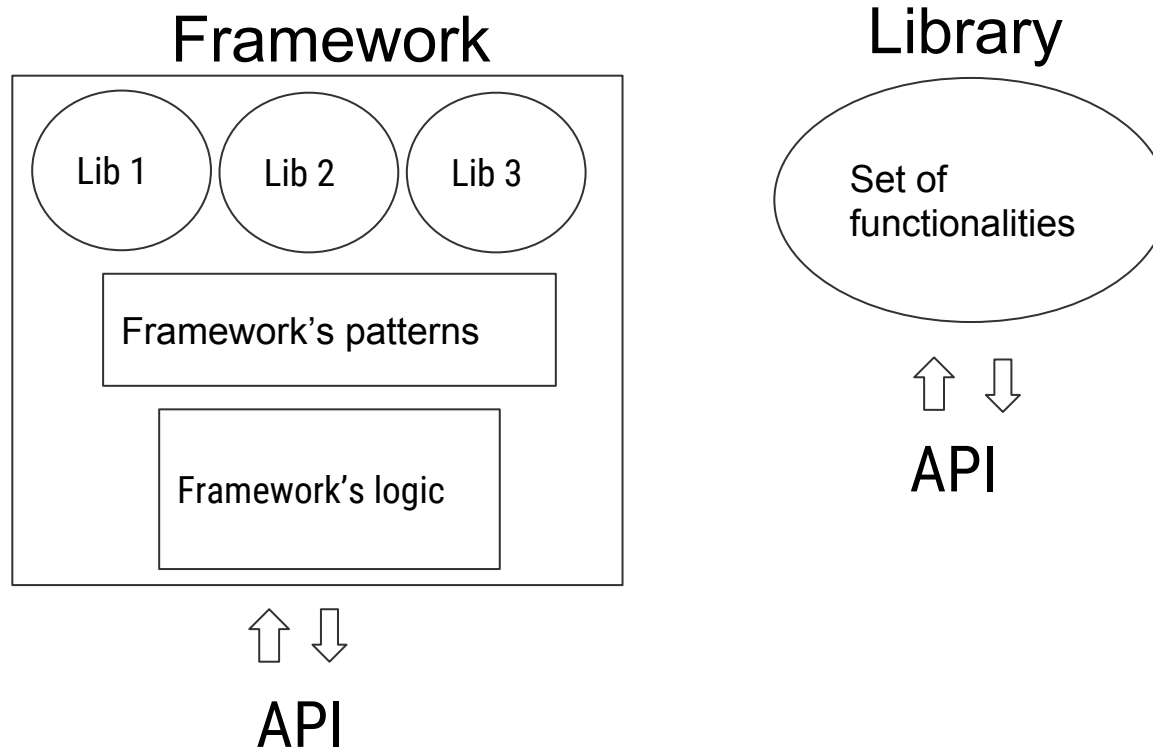 Framework
Lib 1
Lib 2
Lib 3
Framework’s patterns
Framework’s logic
API
Library
Set of
functionalities
API